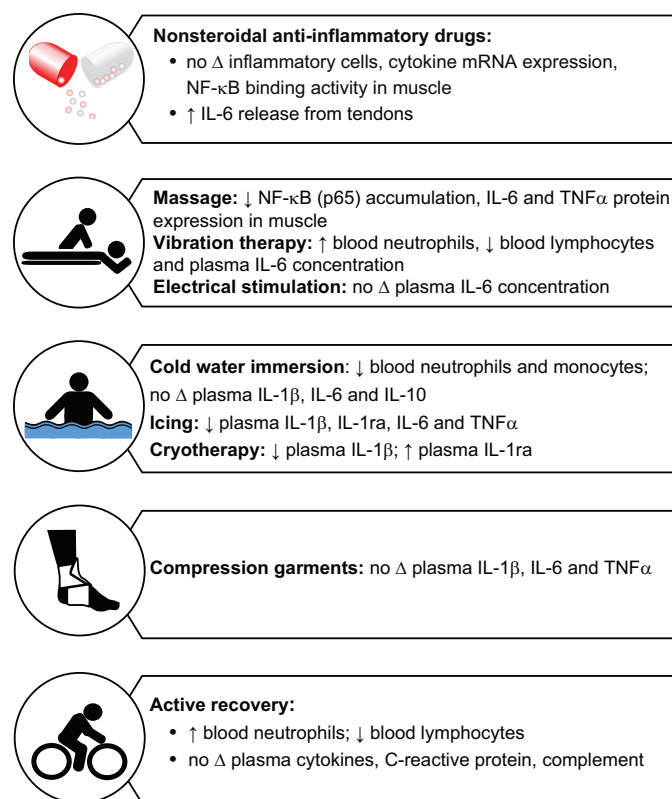 Nonsteroidal anti-inflammatory drugs:
• no Δ inflammatory cells, cytokine mRNA expression,
NF-κB binding activity in muscle
• ↑ IL-6 release from tendons
Massage: ↓ NF-κB (p65) accumulation, IL-6 and TNFα protein
expression in muscle
Vibration therapy: ↑ blood neutrophils, ↓ blood lymphocytes
and plasma IL-6 concentration
Electrical stimulation: no Δ plasma IL-6 concentration
Cold water immersion: ↓ blood neutrophils and monocytes;
no Δ plasma IL-1β, IL-6 and IL-10
Icing: ↓ plasma IL-1β, IL-1ra, IL-6 and TNFα
Cryotherapy: ↓ plasma IL-1β; ↑ plasma IL-1ra
Compression garments: no Δ plasma IL-1β, IL-6 and TNFα
Active recovery:
• ↑ blood neutrophils; ↓ blood lymphocytes
• no Δ plasma cytokines, C-reactive protein, complement